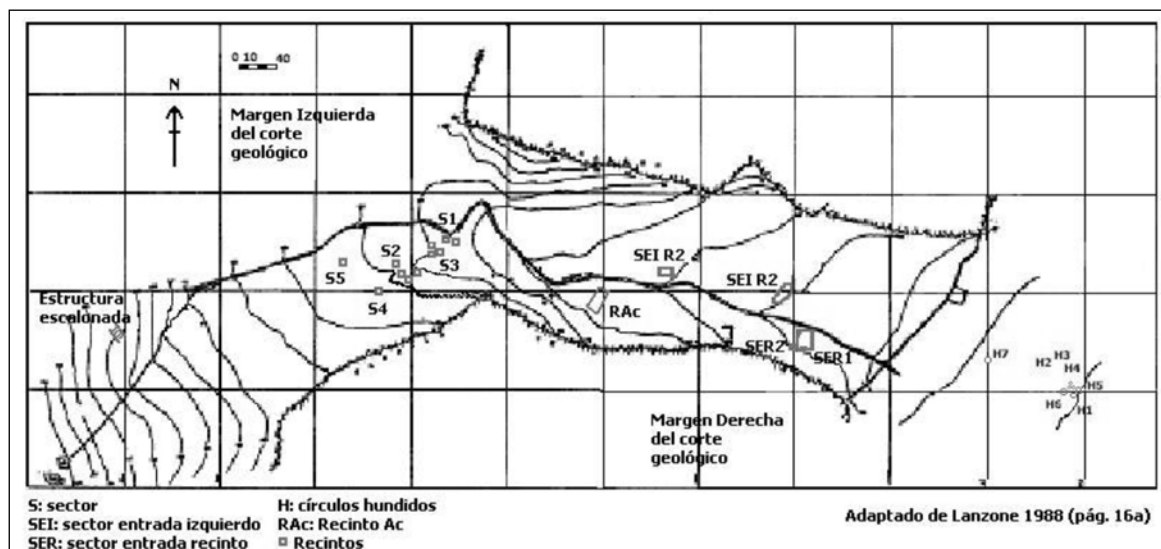 0 10 40
N
Margen Izquierda
del corte
geológico
S1
S2
S3
S5
S4
SEI R2
SEI R2
Estructura
escalonada
RAc
SER2
SER1
H7
H2
H3
H4
H5
H6
H1
Margen Derecha
del corte
geológico
S: sector
H: círculos hundidos
SEI: sector entrada izquierdo
RAc: Recinto Ac
SER: sector entrada recinto
Recintos
Adaptado de Lanzone 1988 (pág. 16a)